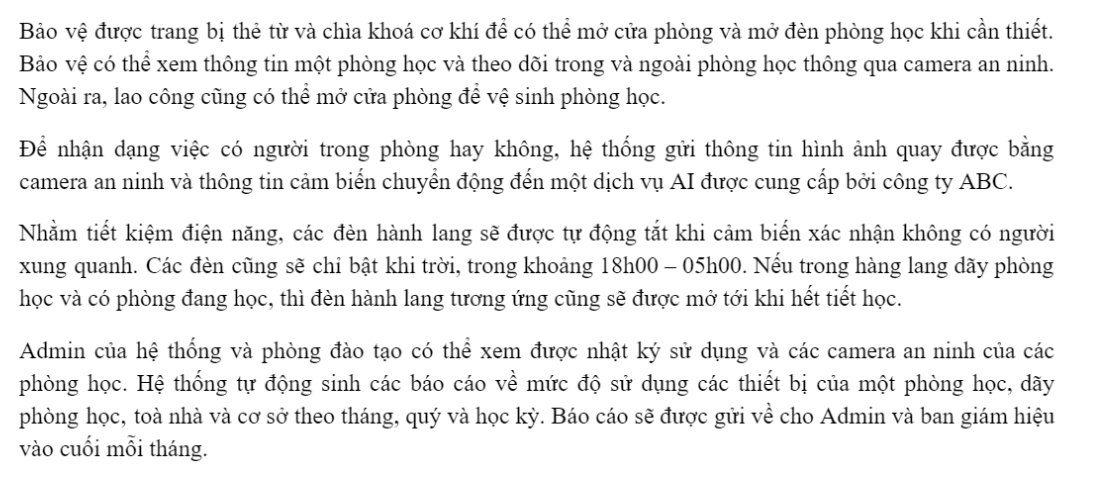 Bảo vệ được trang bị thẻ từ và chìa khoá cơ khí để có thể mở cửa phòng và mở đèn phòng học khi cần thiết.
Bảo vệ có thể xem thông tin một phòng học và theo dõi trong và ngoài phòng học thông qua camera an ninh.
Ngoài ra, lao công cũng có thể mở cửa phòng để vệ sinh phòng học.
Để nhận dạng việc có người trong phòng hay không, hệ thống gửi thông tin hình ảnh quay được bằng
camera an ninh và thông tin cảm biến chuyển động đến một dịch vụ AI được cung cấp bởi công ty ABC.
Nhằm tiết kiệm điện năng, các đèn hành lang sẽ được tự động tắt khi cảm biến xác nhận không có người
xung quanh. Các đèn cũng sẽ chỉ bật khi trời, trong khoảng 18h00 – 05h00. Nếu trong hàng lang dãy phòng
học và có phòng đang học, thì đèn hành lang tương ứng cũng sẽ được mở tới khi hết tiết học.
Admin của hệ thống và phòng đào tạo có thể xem được nhật ký sử dụng và các camera an ninh của các
phòng học. Hệ thống tự động sinh các báo cáo về mức độ sử dụng các thiết bị của một phòng học, dãy
phòng học, toà nhà và cơ sở theo tháng, quý và học kỳ. Báo cáo sẽ được gửi về cho Admin và ban giám hiệu
vào cuối mỗi tháng.